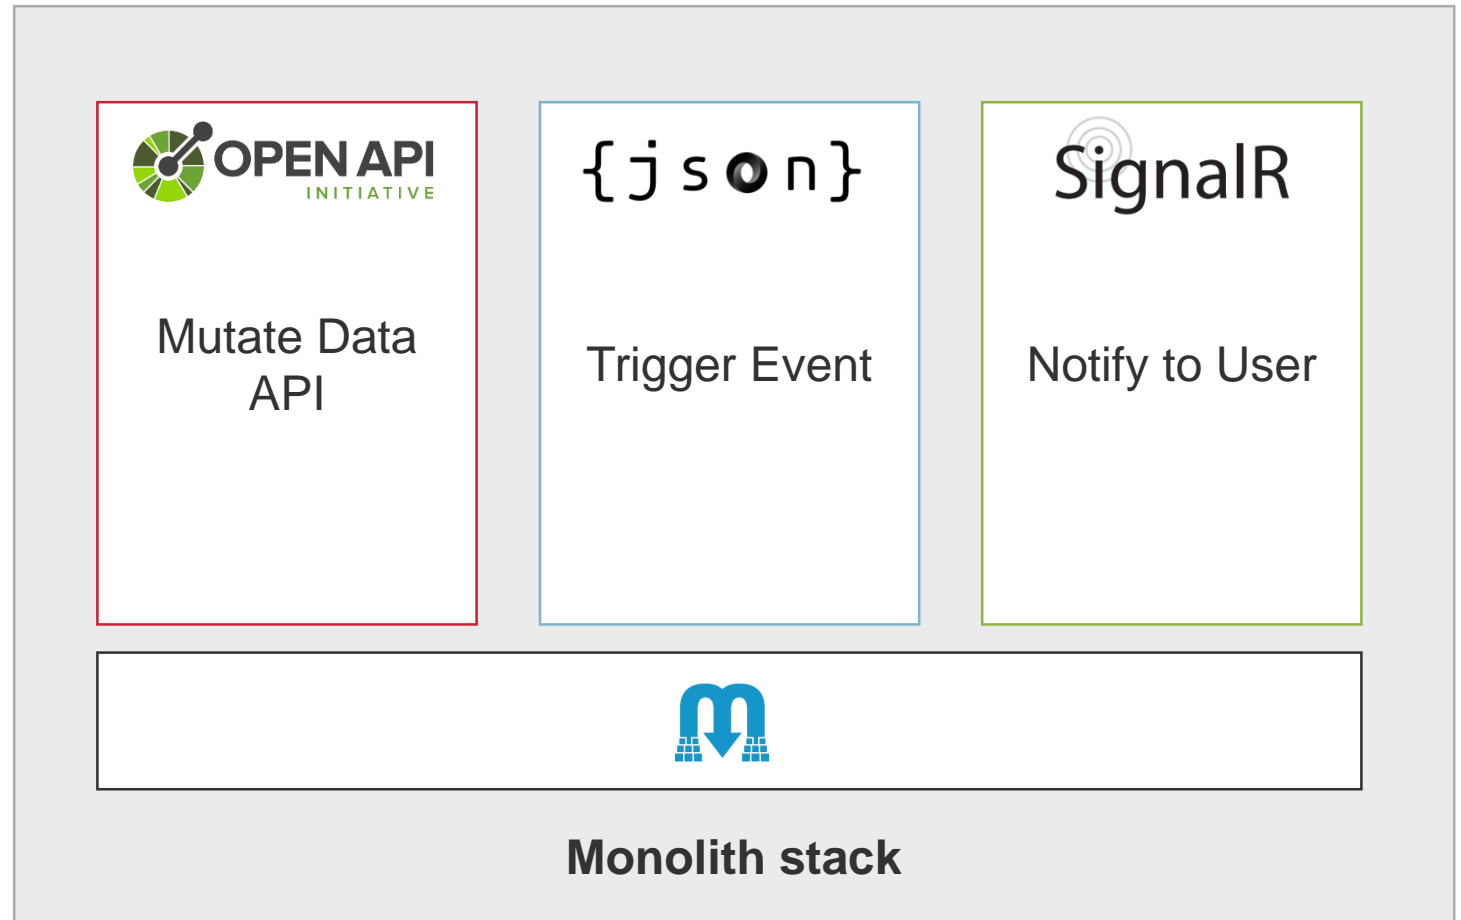 OPEN API
INITIATIVE
{json}
SignalR
Mutate Data
API
Trigger Event
Notify to User
Monolith stack